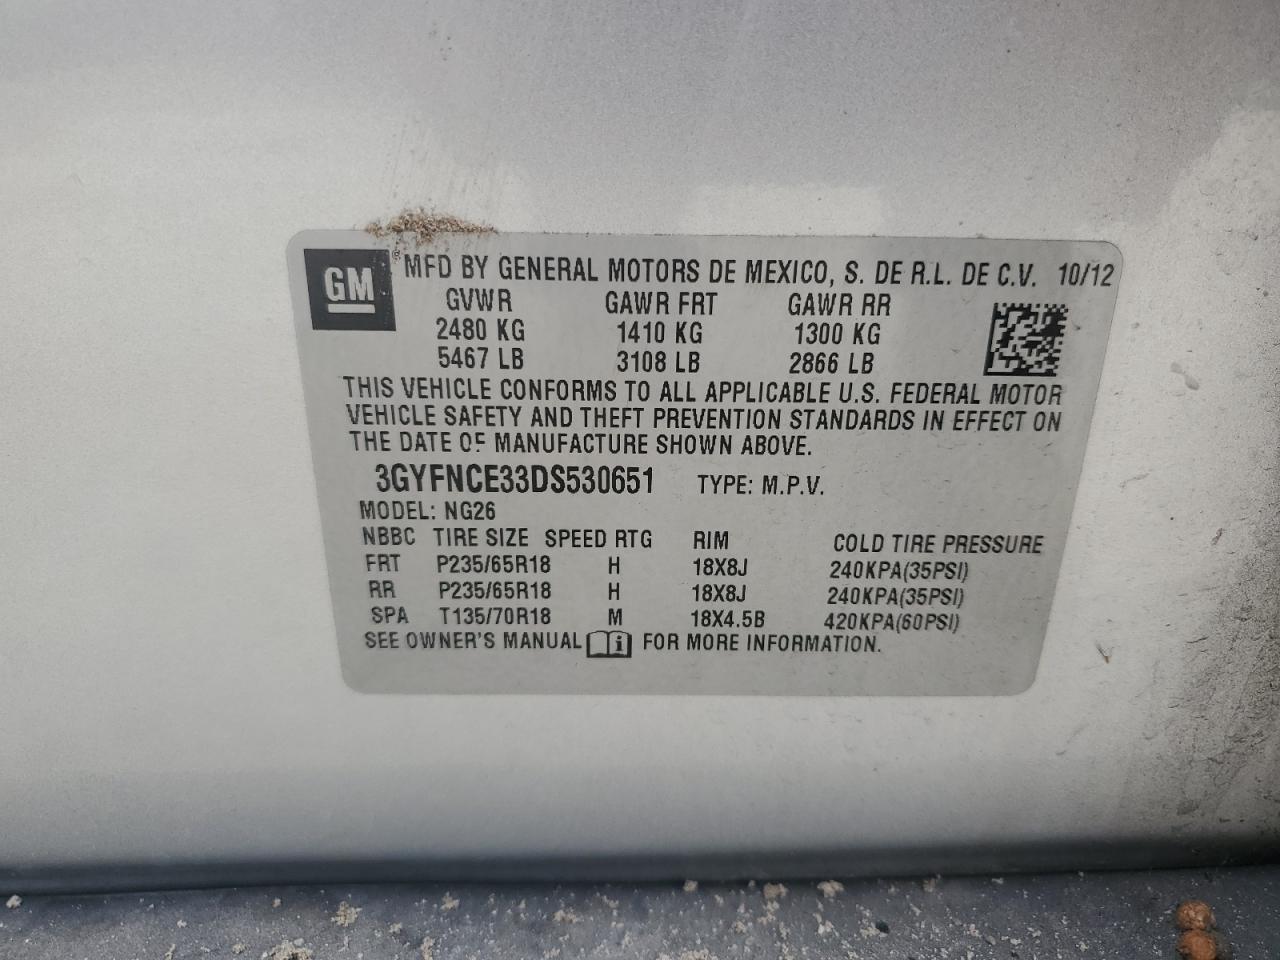 GM
MFD BY GENERAL MOTORS DE MEXICO, S. DE R.L. DE C.V. 10/12
GVWR GAWR FRT GAWR RR
2480 KG 1410 KG 1300 KG
5467 LB 3108 LB 2866 LB
THIS VEHICLE CONFORMS TO ALL APPLICABLE U.S. FEDERAL MOTOR
VEHICLE SAFETY AND THEFT PREVENTION STANDARDS IN EFFECT ON
THE DATE OF MANUFACTURE SHOWN ABOVE.
3GYFNCE33DS530651 TYPE: M.P.V.
MODEL: NG26
NBBC TIRE SIZE SPEED RTG RIM COLD TIRE PRESSURE
FRT P235/65R18 H 18X8J 240KPA(35PSI)
RR P235/65R18 H 18X8J 240KPA(35PSI)
SPA T135/70R18 M 18X4.5B 420KPA(60PSI)
SEE OWNER'S MANUAL i FOR MORE INFORMATION.